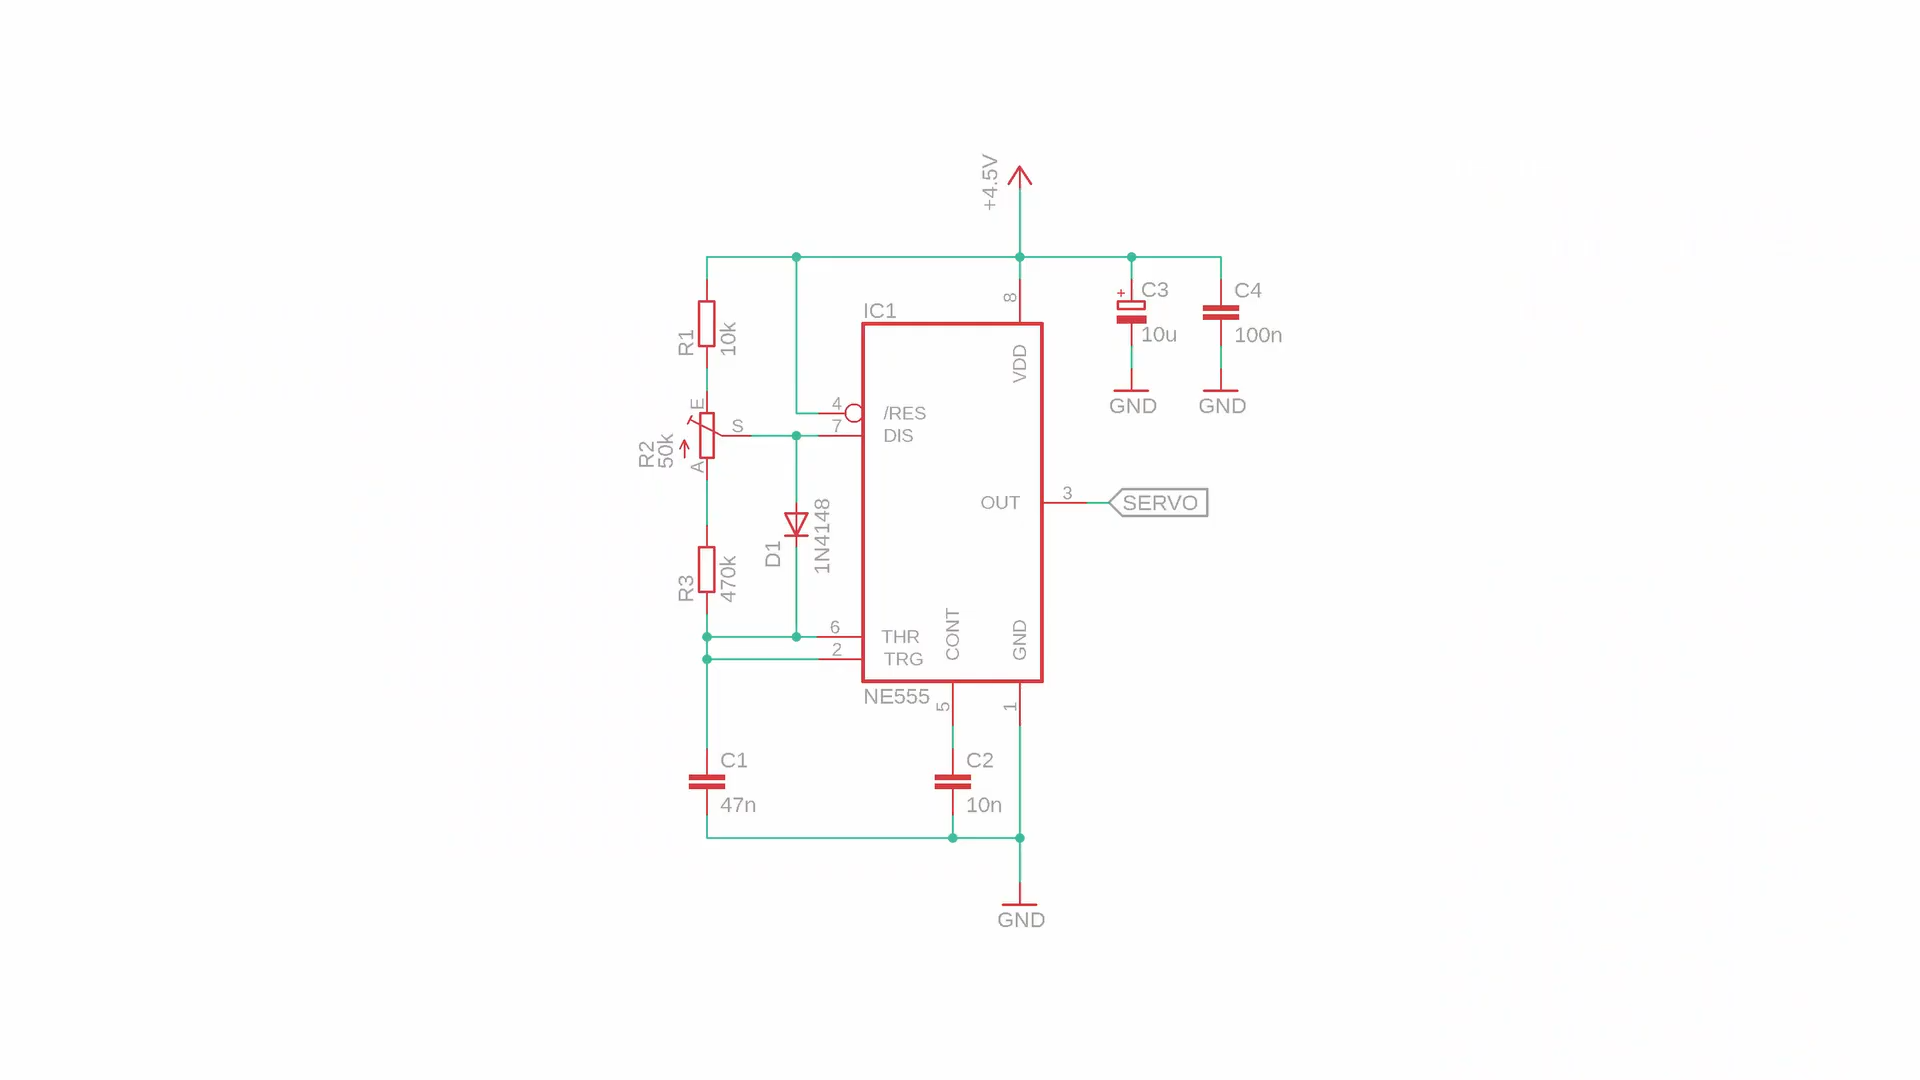 +4.5V
IC1
8
VDD
C3
+
10u
GND
C4
100n
GND
R1
10k
E
S
A
R2
50k
4
/RES
7
DIS
D1
1N4148
OUT
3
SERVO
R3
470k
6
THR
2
TRG
CONT
GND
NE555
5
1
C1
47n
C2
10n
GND